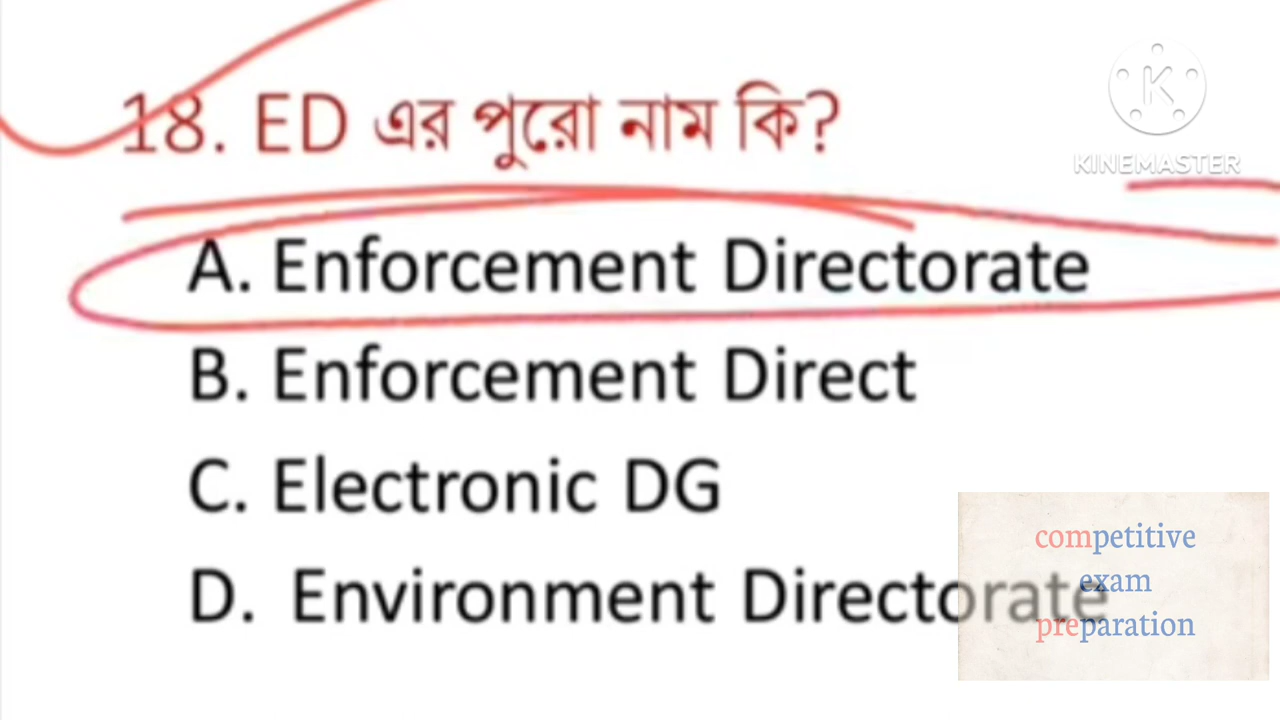 18. ED এর পুরো নাম কি?
KINEMASTER
A. Enforcement Directorate
B. Enforcement Direct
C. Electronic DG
D. Environment Directorate
competitive
exam
preparation